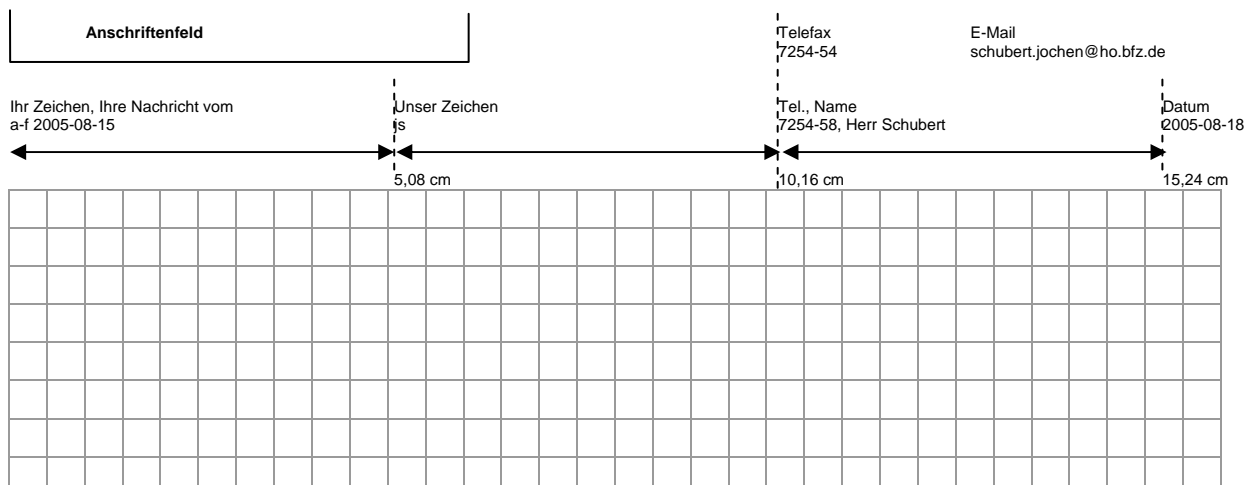 Anschriftenfeld
Telefax E-Mail
7254-54 schubert.jochen@ho.bfz.de
Ihr Zeichen, Ihre Nachricht vom Unser Zeichen Tel., Name Datum
a-f 2005-08-15 js 7254-58, Herr Schubert 2005-08-18
5,08 cm 10,16 cm 15,24 cm